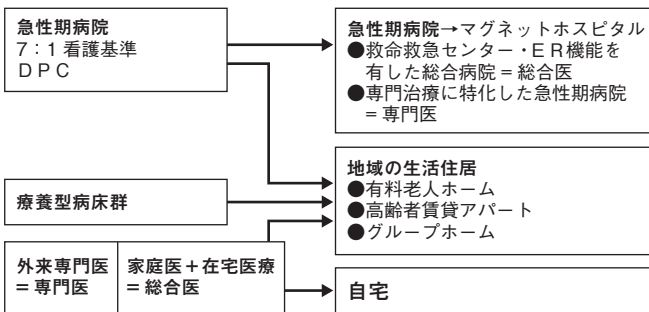 急性期病院
7：1看護基準
ＤＰＣ
急性期病院→マグネットホスピタル
●救命救急センター・ＥＲ機能を
有した総合病院＝総合医
●専門治療に特化した急性期病院
＝専門医
地域の生活住居
●有料老人ホーム
●高齢者賃貸アパート
●グループホーム
療養型病床群
外来専門医
＝専門医
家庭医＋在宅医療
＝総合医
自宅